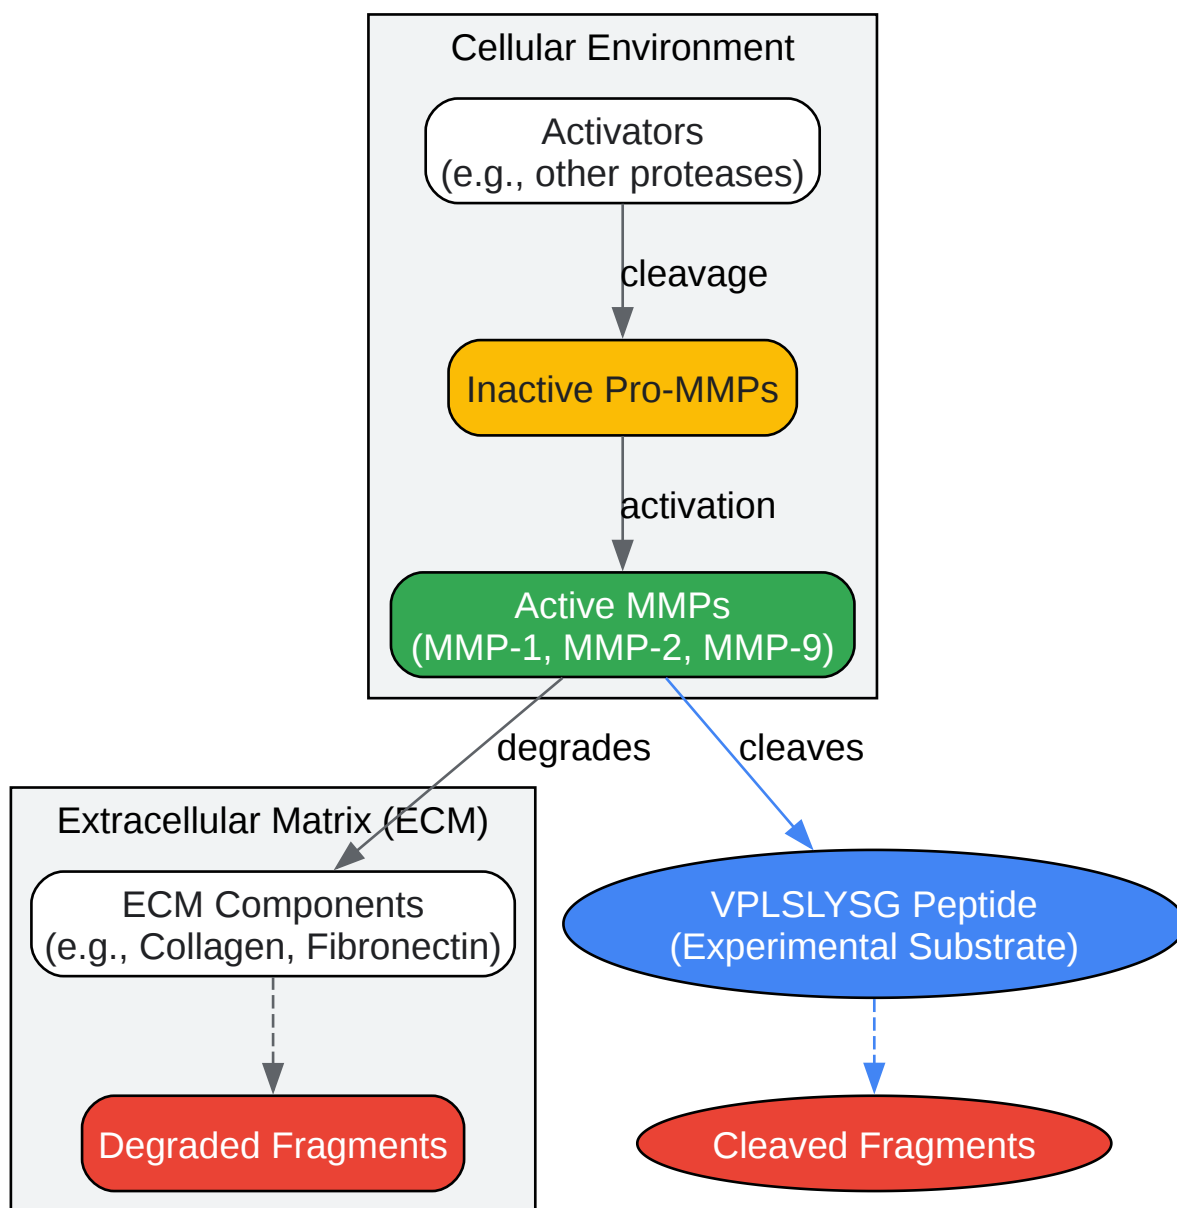 Cellular Environment
Activators
(e.g., other proteases)
cleavage
Inactive Pro-MMPs
activation
Active MMPs
(MMP-1, MMP-2, MMP-9)
degrades
cleaves
Extracellular Matrix (ECM)
ECM Components
(e.g., Collagen, Fibronectin)
VPLSLYSG Peptide
(Experimental Substrate)
Degraded Fragments
Cleaved Fragments